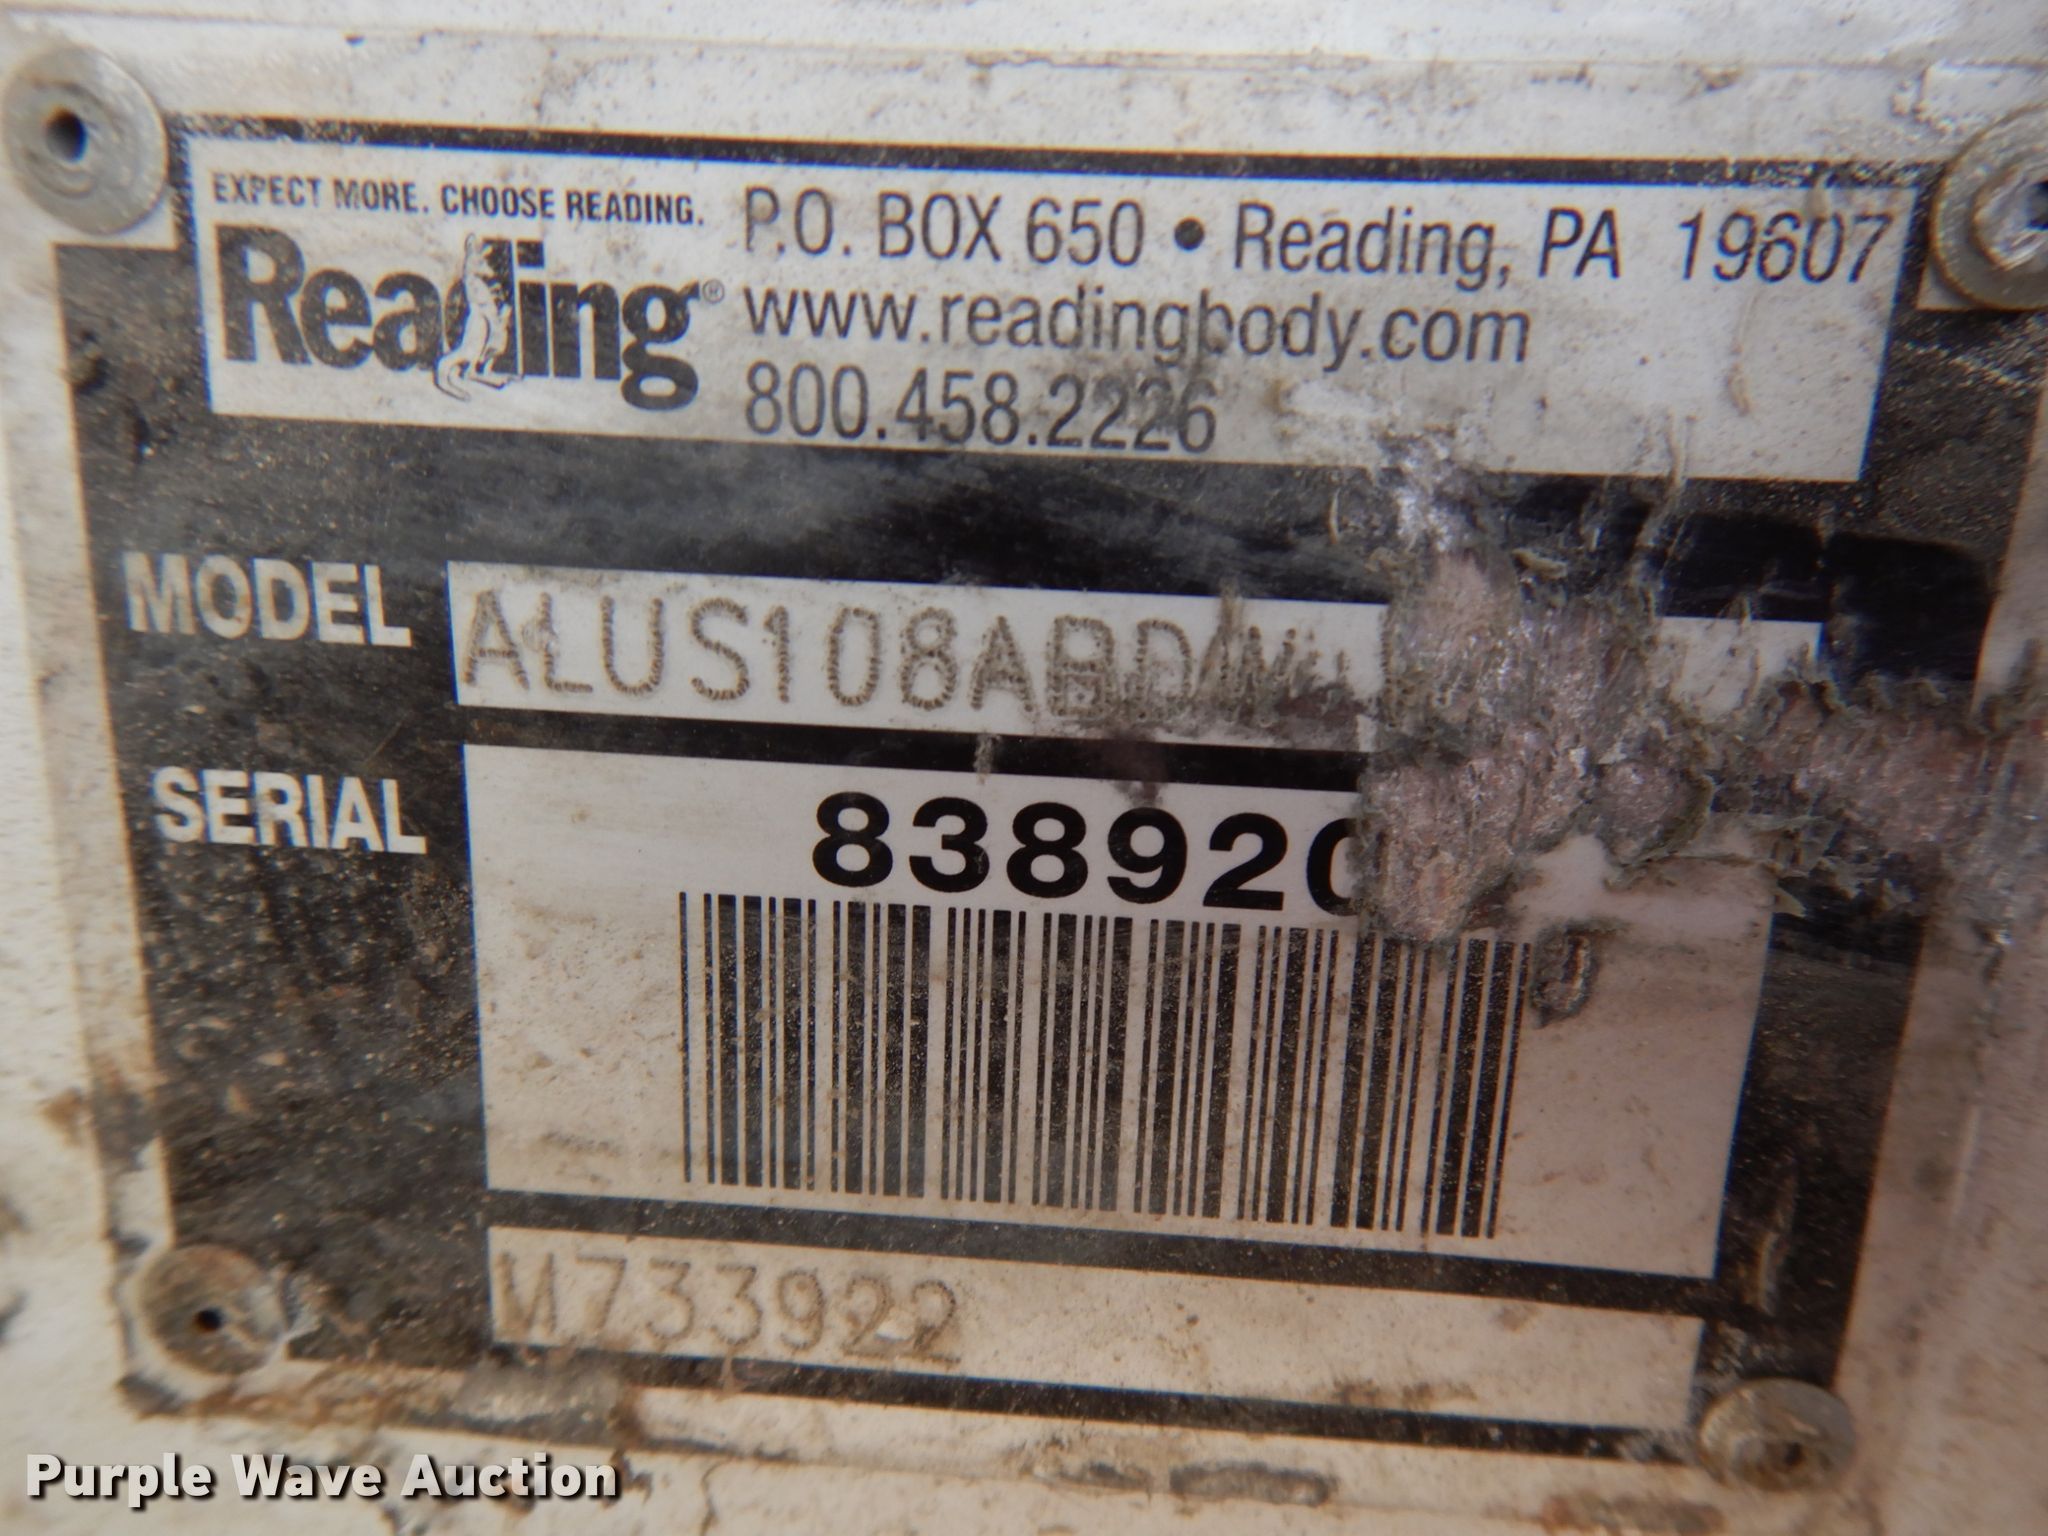 EXPECT MORE. CHOOSE READING.
Reading®
P.O. BOX 650 • Reading, PA 19607
www.readingbody.com
800.458.2226
MODEL
SERIAL
M733922
Purple Wave Auction